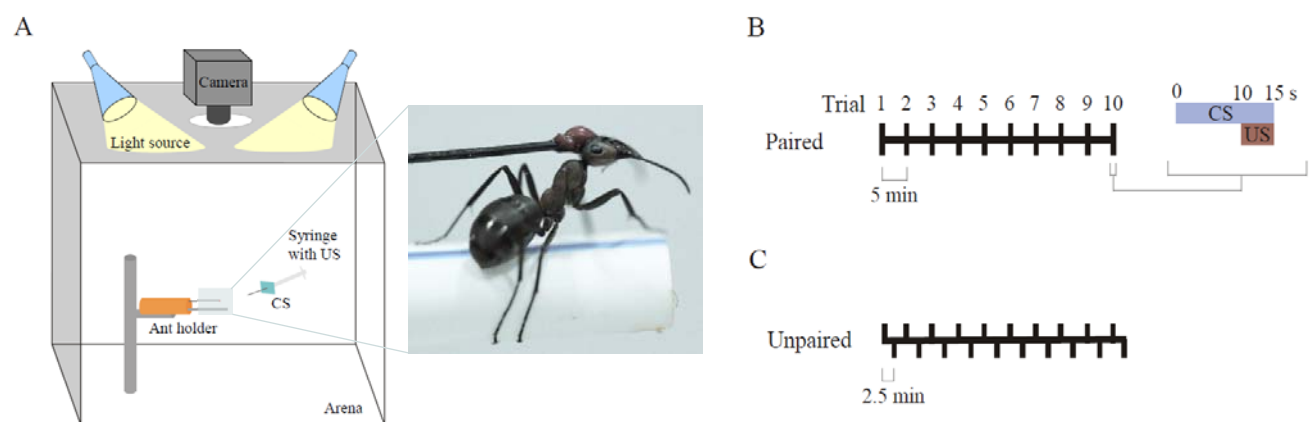 A
Camera
Light source
Syringe
with US
CS
Ant holder
Arena
B
Trial 1 2 3 4 5 6 7 8 9 10
Paired
5 min
0 10 15 s
CS
US
C
Unpaired
2.5 min